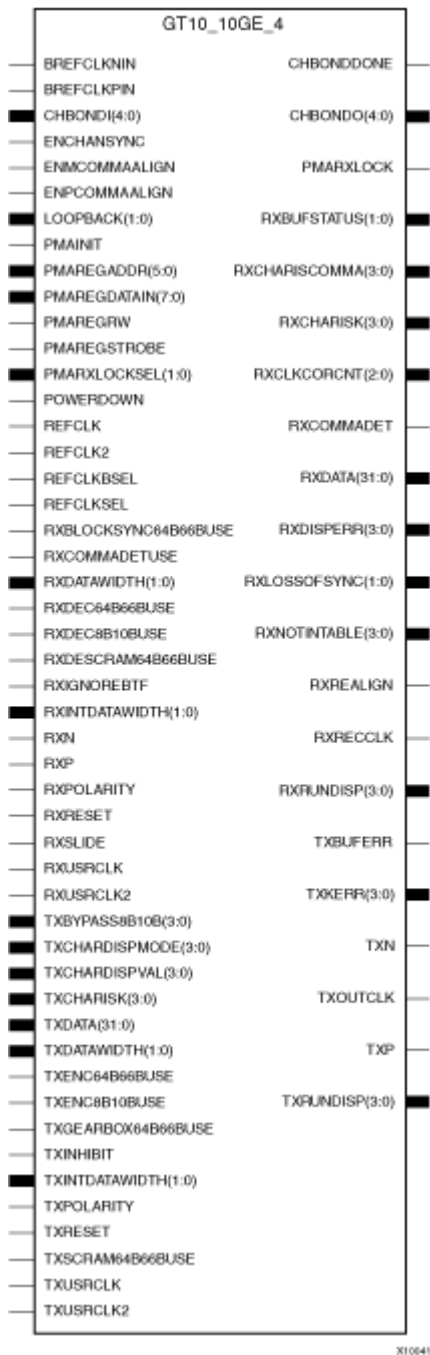 GT10_10GE_4
BREFCLKNIN CHBONDDONE
BREFCLKPIN
CHBONDI(4:0) CHBONDO(4:0)
ENCHANSYNC
ENMCOMMAALIGN PMARXLOCK
ENPCOMMAALIGN
LOOPBACK(1:0) RXBUFSTATUS(1:0)
PMAINIT
PMAREGADDR(5:0) RXCHARISCOMMA(3:0)
PMAREGDATAIN(7:0)
PMAREGRW RXCHARISK(3:0)
PMAREGSTROBE
PMARXLOCKSEL(1:0) RXCLKCORCNT(2:0)
POWERDOWN
REFCLK RXCOMMADET
REFCLK2
REFCLKBSEL RXDATA(31:0)
REFCLKSEL
RXBLOCKSYNC64B66BUSE RXDISPERR(3:0)
RXCOMMADETUSE
RXDATAWIDTH(1:0) RXLOSSOFSYNC(1:0)
RXDEC64B66BUSE
RXDEC8B10BUSE RXNOTINTABLE(3:0)
RXDESCRAM64B66BUSE
RXIGNOREBTF RXREALIGN
RXINTDATAWIDTH(1:0)
RXN RXRECCLK
RXP
RXPOLARITY RXRUNDISP(3:0)
RXRESET
RXSLIDE TXBUFERR
RXUSRCLK
RXUSRCLK2 TXKERR(3:0)
TXBYPASS8B10B(3:0)
TXCHARDISPMODE(3:0) TXN
TXCHARDISPVAL(3:0)
TXCHARISK(3:0) TXOUTCLK
TXDATA(31:0)
TXDATAWIDTH(1:0) TXP
TXENC64B66BUSE
TXENC8B10BUSE TXRUNDISP(3:0)
TXGEARBOX64B66BUSE
TXINHIBIT
TXINTDATAWIDTH(1:0)
TXPOLARITY
TXRESET
TXSCRAM64B66BUSE
TXUSRCLK
TXUSRCLK2
X10041